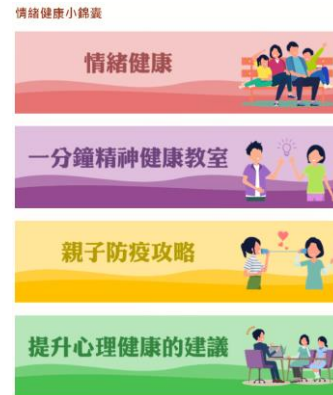 情緒健康小錦囊
情緒健康
一分鐘精神健康教室
親子防疫攻略
提升心理健康的建議